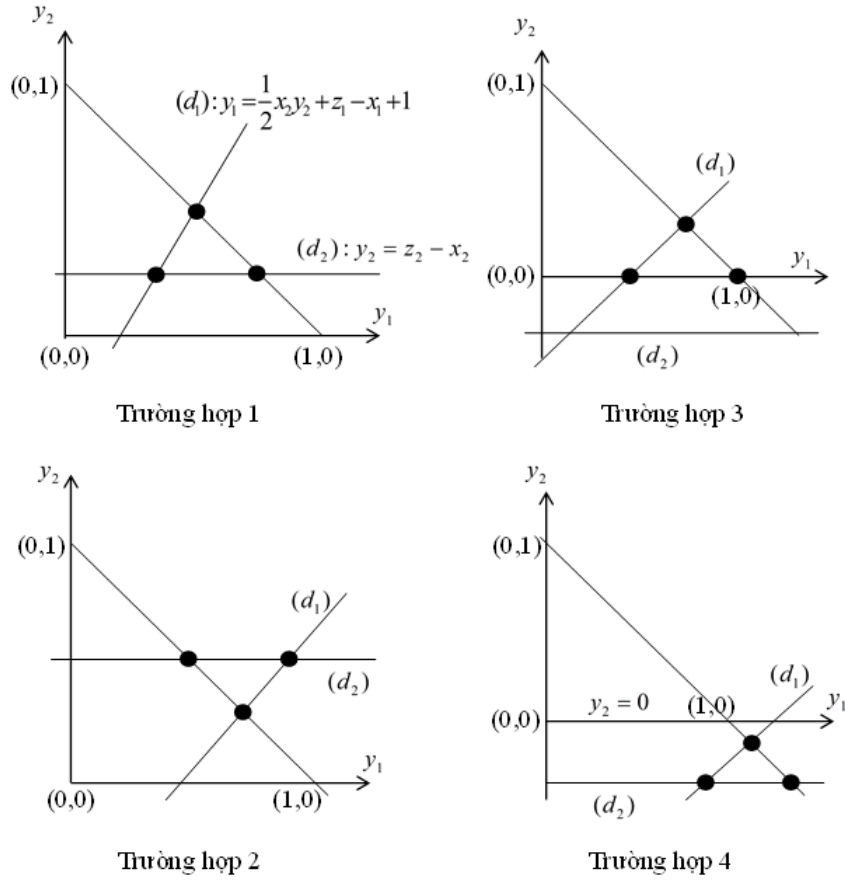 y₂
(0,1)
(d₁): y₁ = 1/2 x₂y₂ + z₁ − x₁ + 1
(d₂): y₂ = z₂ − x₂
y₁
(0,0) (1,0)
Trường hợp 1
y₂
(0,1)
(d₁)
(0,0)
y₁
(1,0)
(d₂)
Trường hợp 3
y₂
(0,1)
(d₁)
(d₂)
y₁
(0,0) (1,0)
Trường hợp 2
y₂
(0,1)
(d₁)
(0,0) y₂ = 0 (1,0) y₁
(d₂)
Trường hợp 4